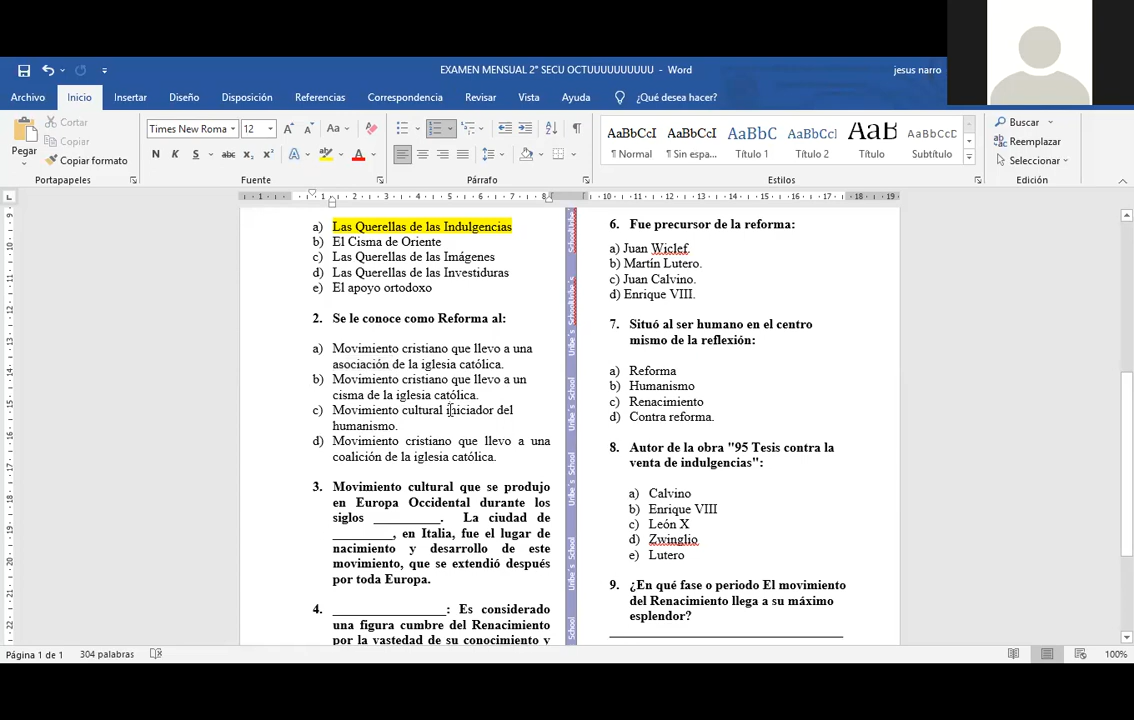 EXAMEN MENSUAL 2° SECU OCTUUUUUUUUUU - Word
jesus narro
Archivo Inicio Insertar Diseño Disposición Referencias Correspondencia Revisar Vista Ayuda ¿Qué desea hacer?
Pegar
Cortar
Copiar
Copiar formato
Portapapeles
Times New Roma 12
Fuente
Párrafo
AaBbCcI AaBbCcI AaBbC AaBbCcI AaB AaBbCcD
¶ Normal ¶ Sin espa... Título 1 Título 2 Título Subtítulo
Estilos
Buscar
Reemplazar
Seleccionar
Edición
a) Las Querellas de las Indulgencias
b) El Cisma de Oriente
c) Las Querellas de las Imágenes
d) Las Querellas de las Investiduras
e) El apoyo ortodoxo
2. Se le conoce como Reforma al:
a) Movimiento cristiano que llevo a una
asociación de la iglesia católica.
b) Movimiento cristiano que llevo a un
cisma de la iglesia católica.
c) Movimiento cultural iniciador del
humanismo.
d) Movimiento cristiano que llevo a una
coalición de la iglesia católica.
3. Movimiento cultural que se produjo
en Europa Occidental durante los
siglos _________. La ciudad de
_________, en Italia, fue el lugar de
nacimiento y desarrollo de este
movimiento, que se extendió después
por toda Europa.
4. _________________: Es considerado
una figura cumbre del Renacimiento
por la vastedad de su conocimiento y
Uribe´s School
Uribe´s School
Uribe´s School
Uribe´s School
6. Fue precursor de la reforma:
a) Juan Wiclef.
b) Martín Lutero.
c) Juan Calvino.
d) Enrique VIII.
7. Situó al ser humano en el centro
mismo de la reflexión:
a) Reforma
b) Humanismo
c) Renacimiento
d) Contra reforma.
8. Autor de la obra "95 Tesis contra la
venta de indulgencias":
a) Calvino
b) Enrique VIII
c) León X
d) Zwinglio
e) Lutero
9. ¿En qué fase o periodo El movimiento
del Renacimiento llega a su máximo
esplendor?
Página 1 de 1 304 palabras 100%